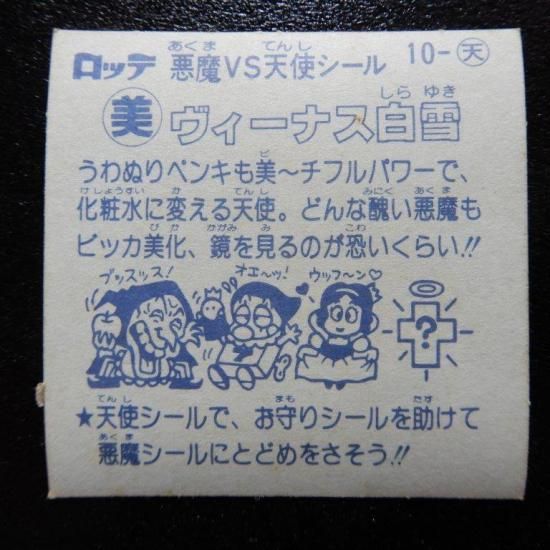 ロッテ 悪魔VS天使シール 10-天
美 ヴィーナス白雪
うわぬりペンキも美〜チフルパワーで、
化粧水に変える天使。どんな醜い悪魔も
ピッカ美化、鏡を見るのが恐いくらい!!
ブッスッス! オエ〜ッ! ウッフ〜ン♡
?
★天使シールで、お守りシールを助けて
悪魔シールにとどめをさそう!!